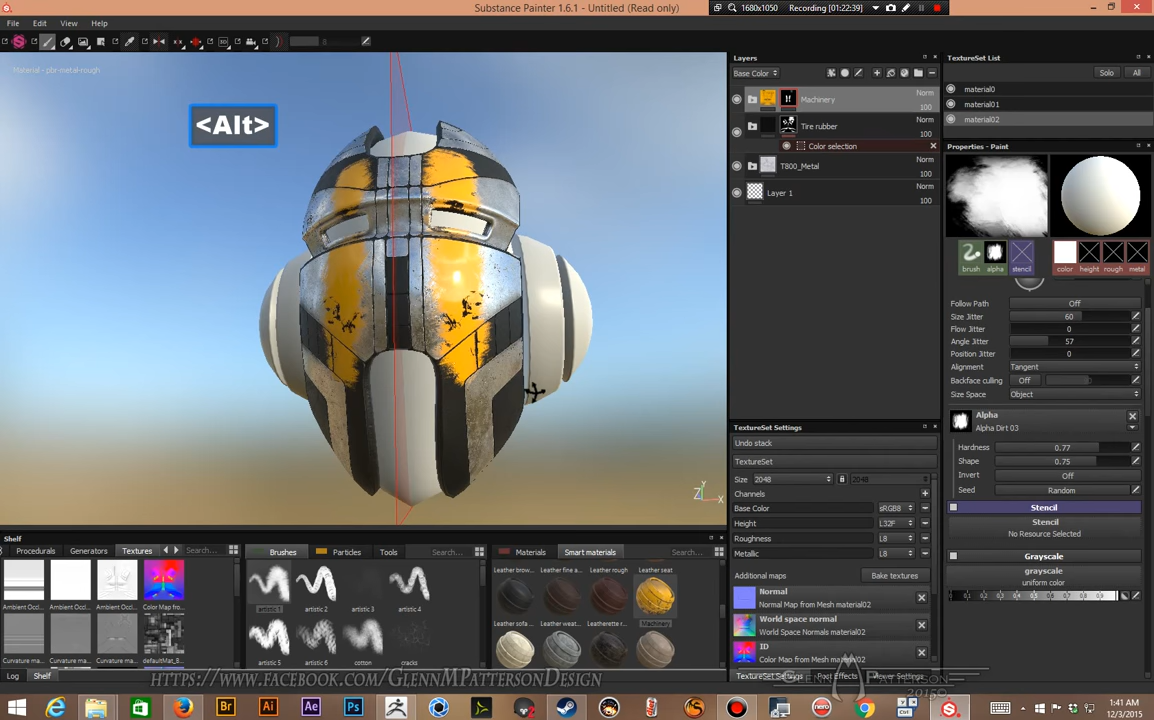 Substance Painter 1.6.1 - Untitled (Read only)
1680x1050
Recording [01:22:39]
File
Edit
View
Help
Material - pbr-metal-rough
<Alt>
Z
Y
X
Layers
Base Color
Machinery
Norm
100
Tire rubber
Norm
100
Color selection
T800_Metal
Norm
100
Layer 1
Norm
100
TextureSet List
Solo
All
material0
material01
material02
Properties - Paint
brush
alpha
stencil
color
height
rough
metal
Follow Path
Off
Size Jitter
60
Flow Jitter
0
Angle Jitter
57
Position Jitter
0
Alignment
Tangent
Backface culling
Off
Size Space
Object
Alpha
Alpha Dirt 03
Hardness
0.77
Shape
0.75
Invert
Off
Seed
Random
Stencil
Stencil
No Resource Selected
Grayscale
grayscale
uniform color
TextureSet Settings
Undo stack
TextureSet
Size
2048
2048
Channels
Base Color
sRGB8
Height
L32F
Roughness
L8
Metallic
L8
Additional maps
Bake textures
Normal
Normal Map from Mesh material02
World space normal
World Space Normals material02
ID
Color Map from Mesh material02
TextureSet Settings
Post Effects
Viewer Settings
Shelf
Procedurals
Generators
Textures
Search...
Brushes
Particles
Tools
Search...
Materials
Smart materials
Search...
Ambient Occl...
Ambient Occ...
Ambient Occ...
Color Map fro...
Curvature ma...
Curvature ma...
Curvature ma...
defaultMat_B...
artistic 1
artistic 2
artistic 3
artistic 4
artistic 5
artistic 6
cotton
cracks
Leather brow...
Leather fine a...
Leather rough
Leather seat
Leather sofa ...
Leather weat...
Leatherette r...
Machinery
Log
Shelf
https://www.facebook.com/GlennMPattersonDesign
GlennMPatterson
2015©
1:41 AM
12/3/2015